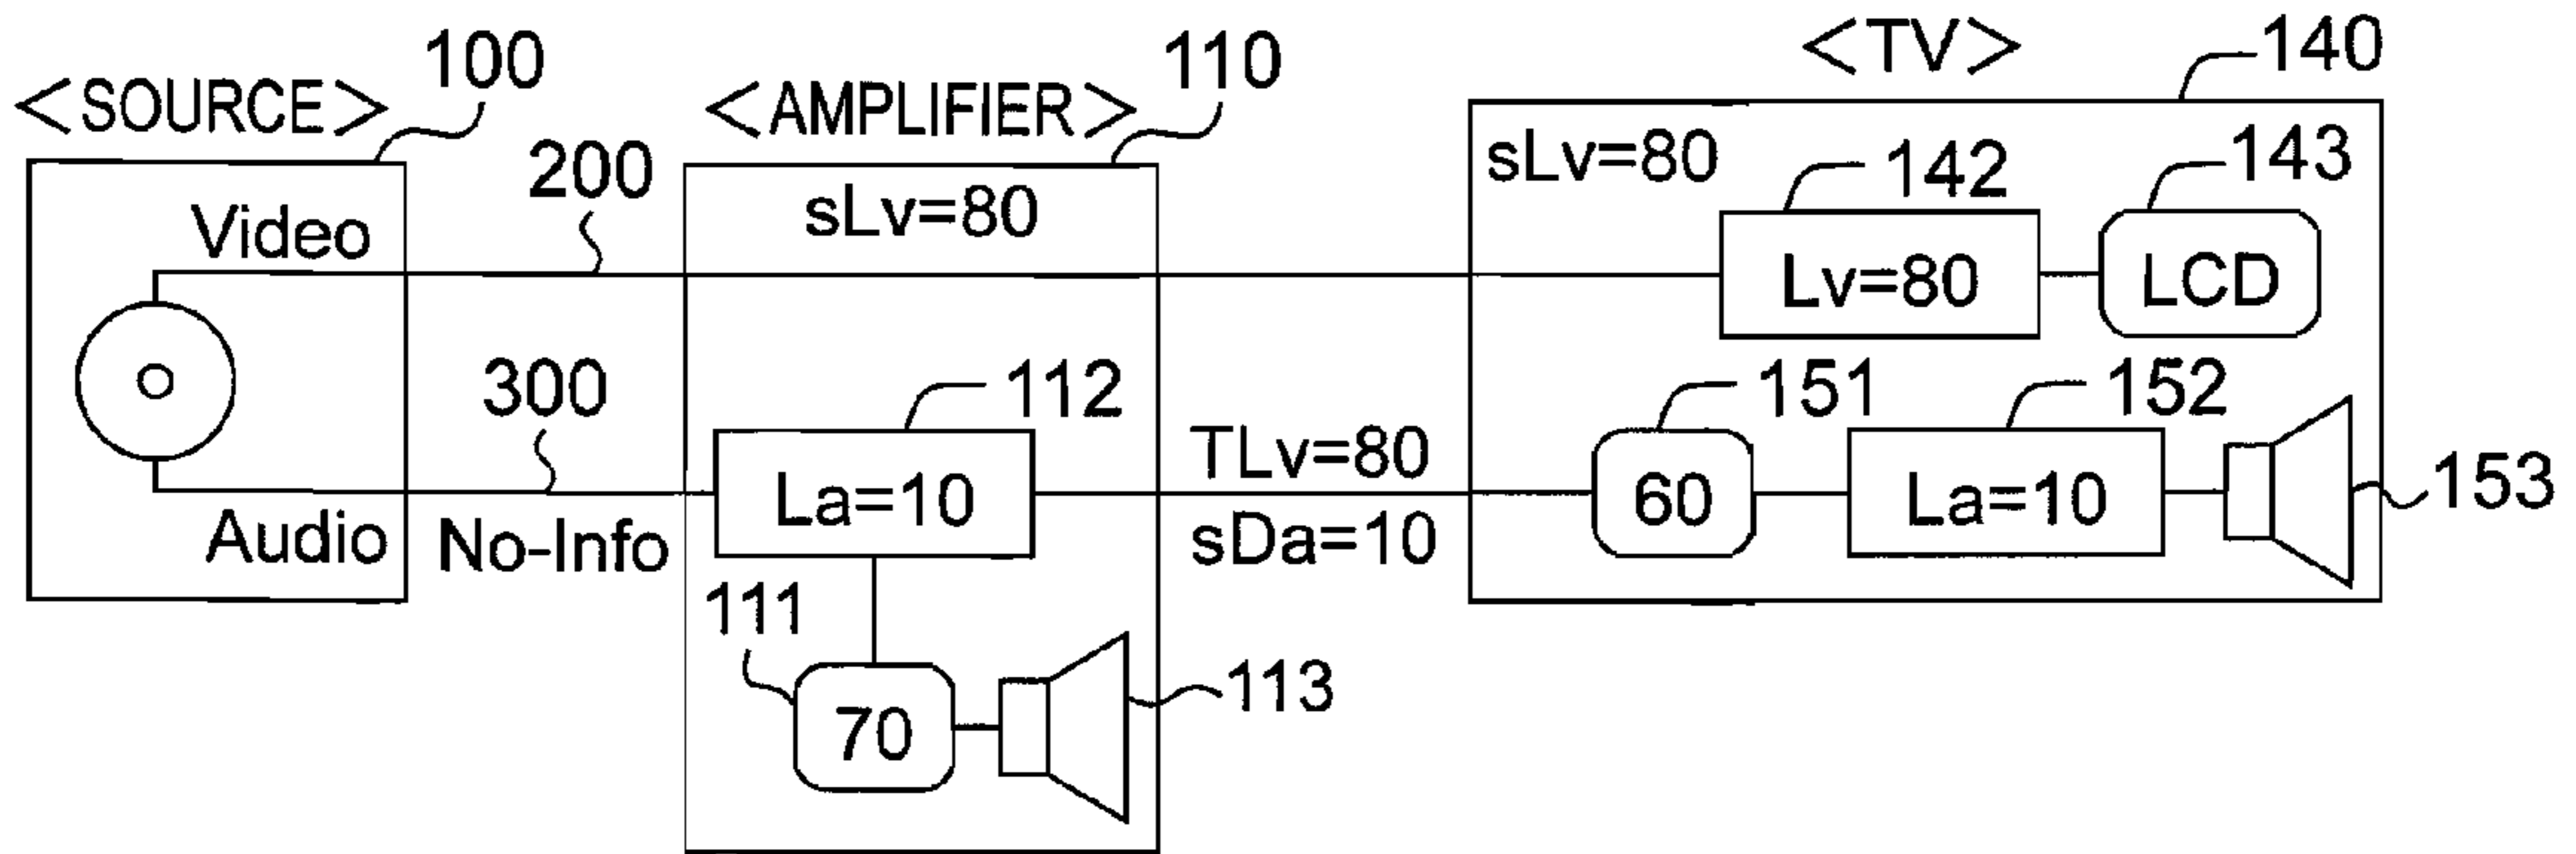 <SOURCE>
100
Video
Audio
200
300
No-Info
<AMPLIFIER>
110
sLv=80
112
La=10
111
70
113
TLv=80
sDa=10
<TV>
140
sLv=80
142
Lv=80
143
LCD
151
60
152
La=10
153